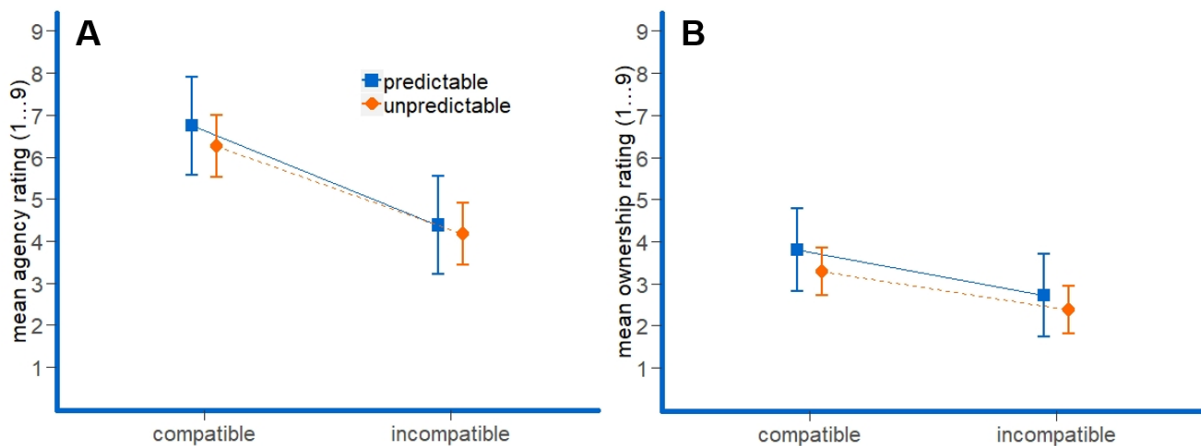 A
mean agency rating (1...9)
9
8
7
6
5
4
3
2
1
predictable
unpredictable
compatible
incompatible
B
mean ownership rating (1...9)
9
8
7
6
5
4
3
2
1
compatible
incompatible